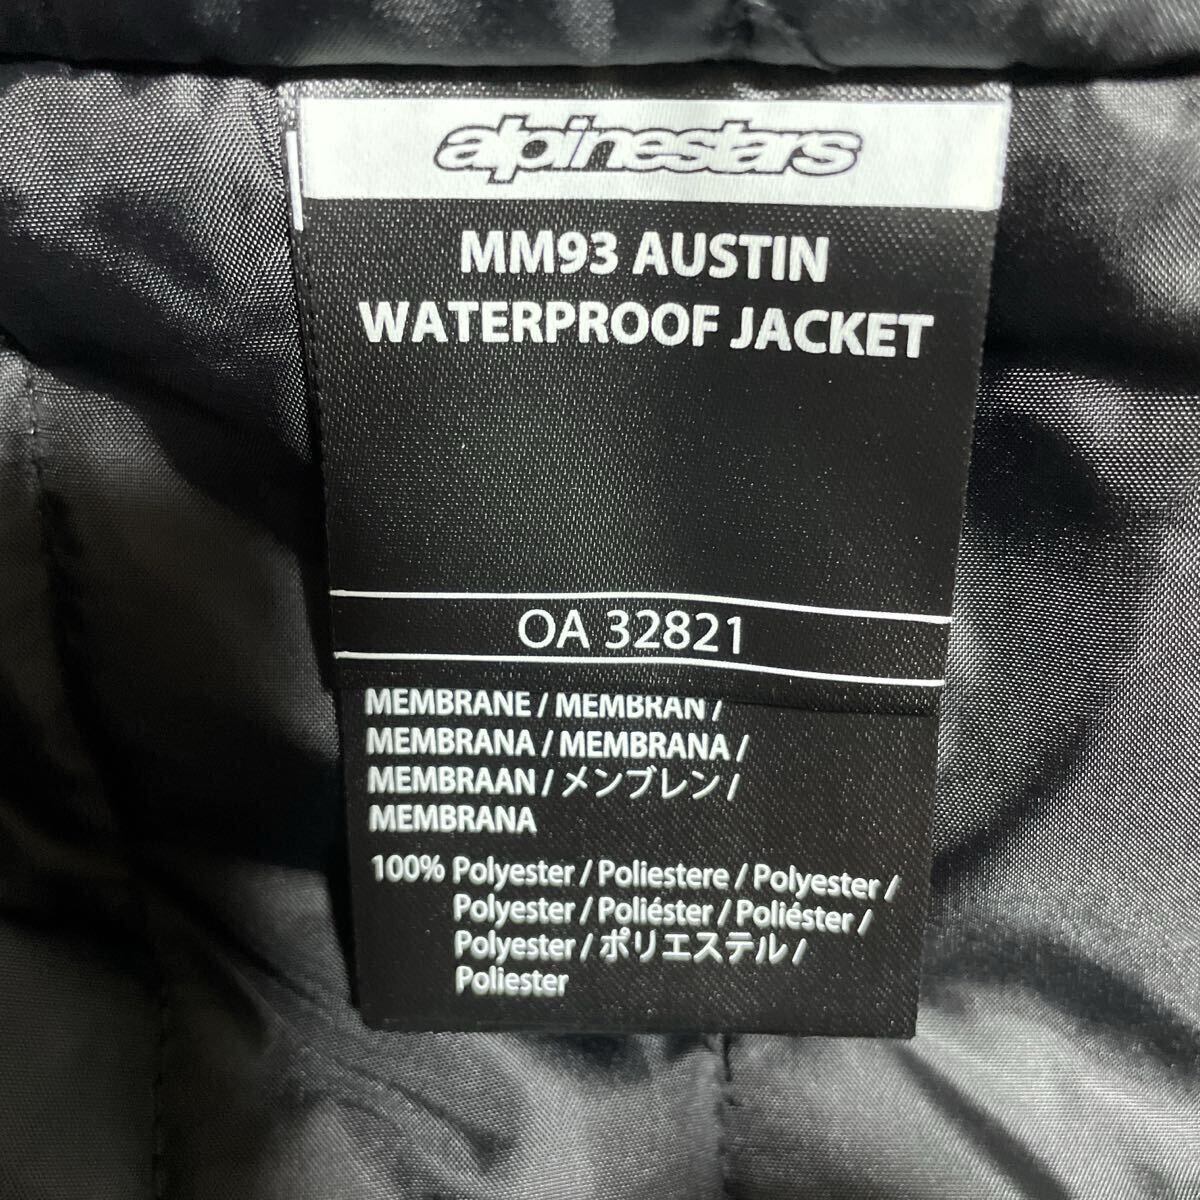 alpinestars
MM93 AUSTIN
WATERPROOF JACKET
OA 32821
MEMBRANE / MEMBRAN /
MEMBRANA / MEMBRANA /
MEMBRAAN / メンブレン /
MEMBRANA
100% Polyester / Poliestere / Polyester /
Polyester / Poliéster / Poliéster /
Polyester / ポリエステル /
Poliester